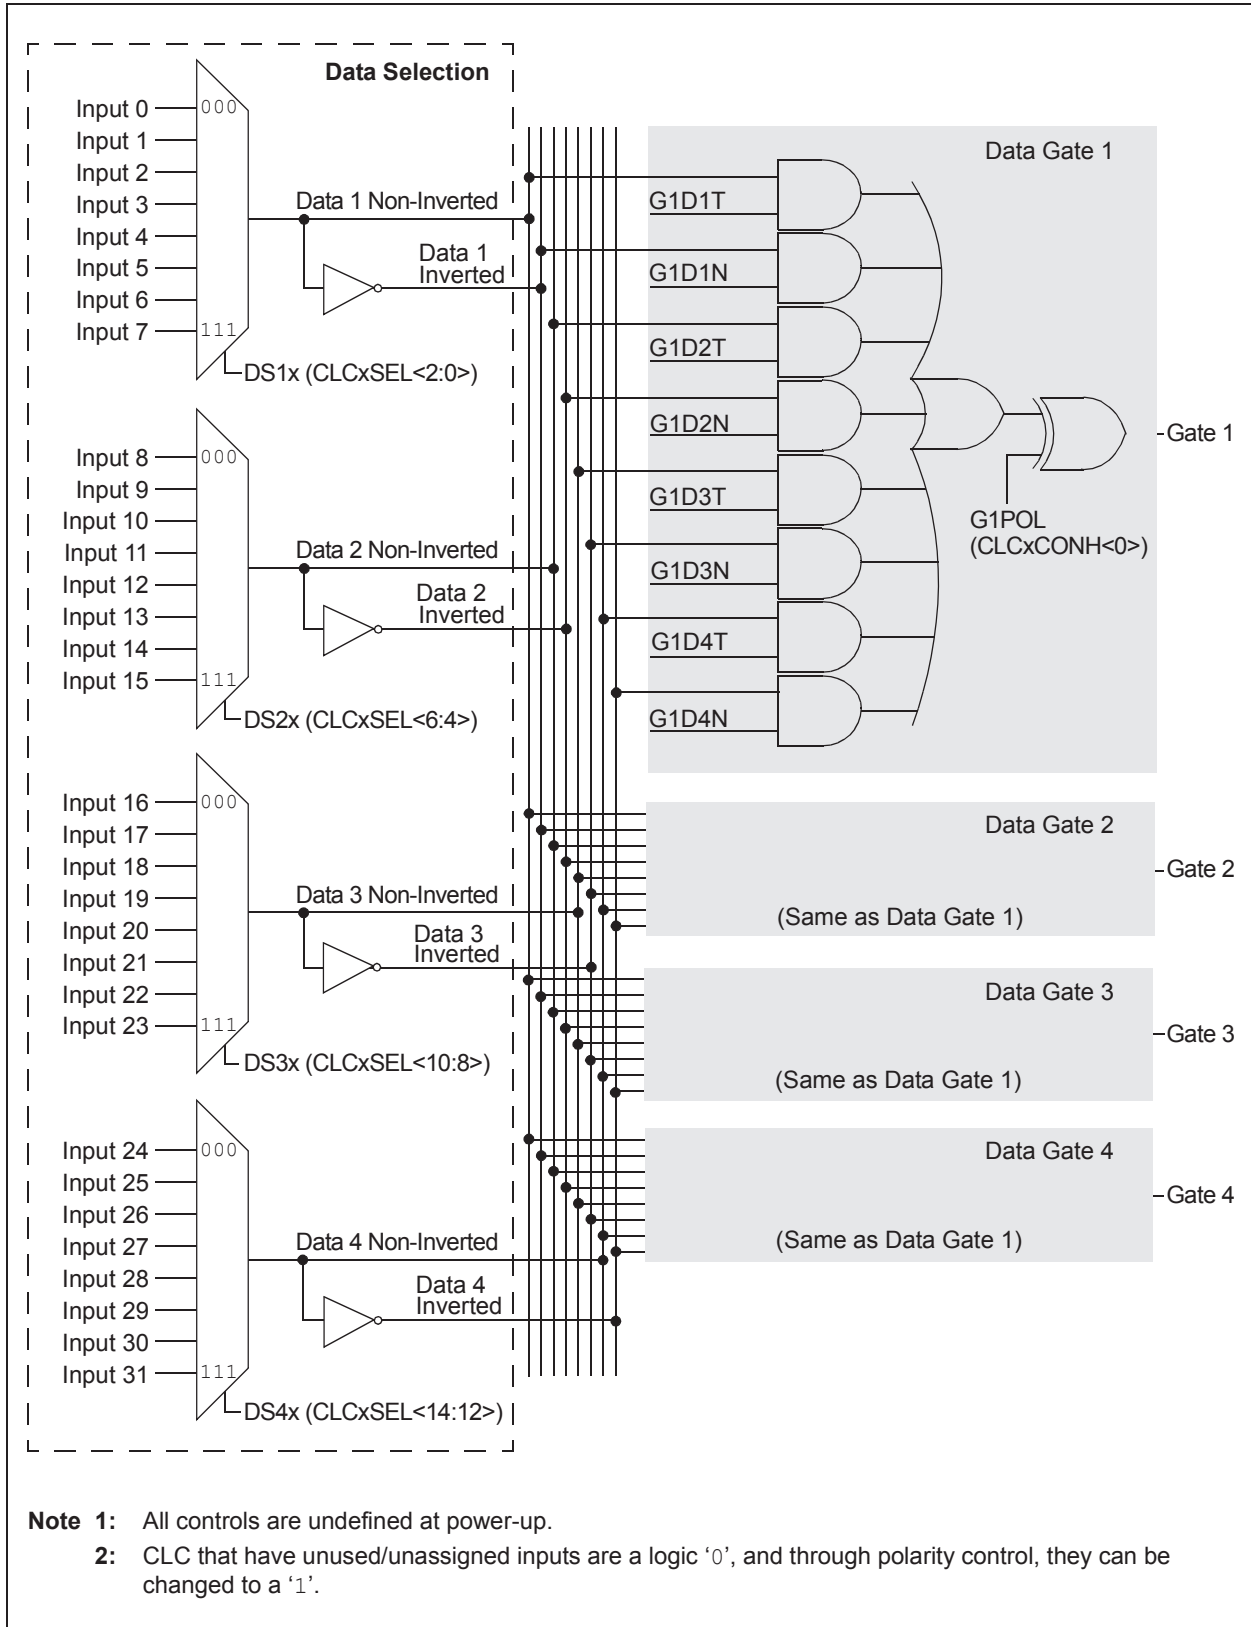 Data Selection
Input 0
Input 1
Input 2
Input 3
Input 4
Input 5
Input 6
Input 7
000
111
Data 1 Non-Inverted
Data 1
Inverted
DS1x (CLCxSEL<2:0>)
Input 8
Input 9
Input 10
Input 11
Input 12
Input 13
Input 14
Input 15
000
111
Data 2 Non-Inverted
Data 2
Inverted
DS2x (CLCxSEL<6:4>)
Input 16
Input 17
Input 18
Input 19
Input 20
Input 21
Input 22
Input 23
000
111
Data 3 Non-Inverted
Data 3
Inverted
DS3x (CLCxSEL<10:8>)
Input 24
Input 25
Input 26
Input 27
Input 28
Input 29
Input 30
Input 31
000
111
Data 4 Non-Inverted
Data 4
Inverted
DS4x (CLCxSEL<14:12>)
Data Gate 1
G1D1T
G1D1N
G1D2T
G1D2N
G1D3T
G1D3N
G1D4T
G1D4N
G1POL
(CLCxCONH<0>)
Gate 1
Data Gate 2
(Same as Data Gate 1)
Gate 2
Data Gate 3
(Same as Data Gate 1)
Gate 3
Data Gate 4
(Same as Data Gate 1)
Gate 4
Note 1: All controls are undefined at power-up.
2: CLC that have unused/unassigned inputs are a logic ‘0’, and through polarity control, they can be
changed to a ‘1’.